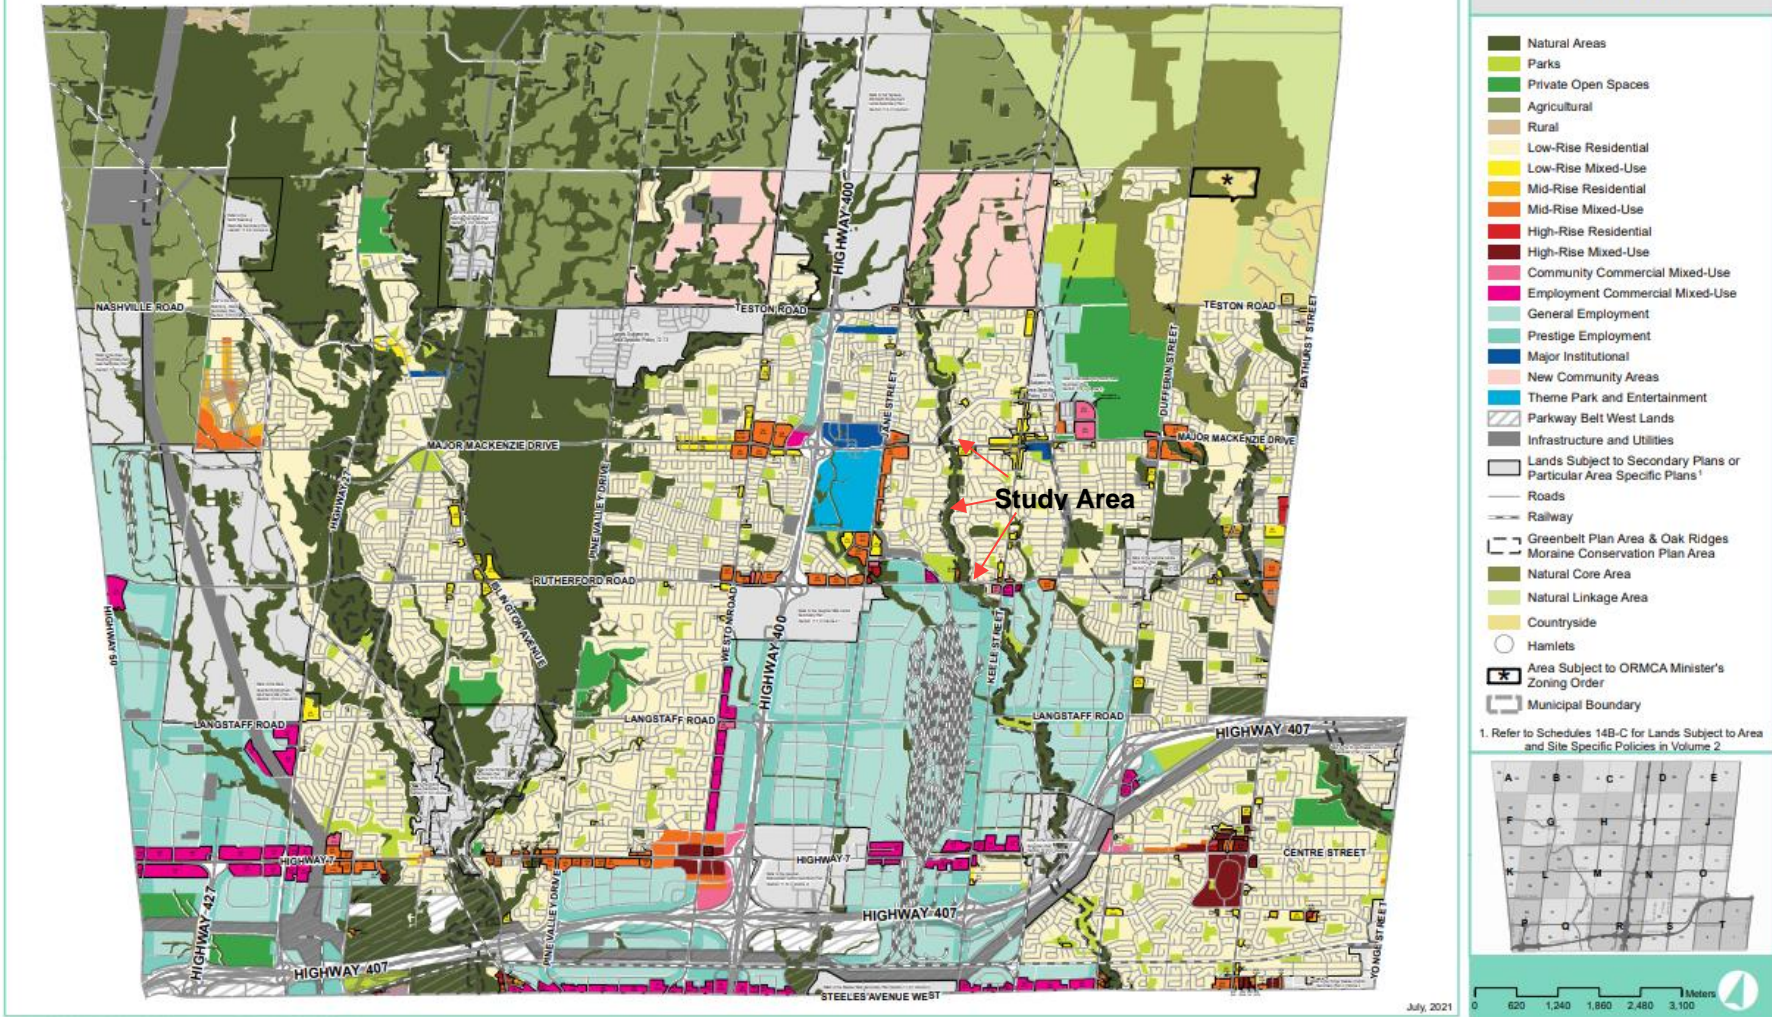 Natural Areas
Parks
Private Open Spaces
Agricultural
Rural
Low-Rise Residential
Low-Rise Mixed-Use
Mid-Rise Residential
Mid-Rise Mixed-Use
High-Rise Residential
High-Rise Mixed-Use
Community Commercial Mixed-Use
Employment Commercial Mixed-Use
General Employment
Prestige Employment
Major Institutional
New Community Areas
Theme Park and Entertainment
Parkway Belt West Lands
Infrastructure and Utilities
Lands Subject to Secondary Plans or
Particular Area Specific Plans¹
Roads
Railway
Greenbelt Plan Area & Oak Ridges
Moraine Conservation Plan Area
Natural Core Area
Natural Linkage Area
Countryside
Hamlets
* Area Subject to ORMCA Minister's
Zoning Order
Municipal Boundary
1. Refer to Schedules 14B-C for Lands Subject to Area
and Site Specific Policies in Volume 2
A B C D E
F G H I J
K L M N O
P Q R S T
Meters
0 620 1,240 1,860 2,480 3,100
*
HIGHWAY 400
NASHVILLE ROAD
TESTON ROAD
TESTON ROAD
BATHURST STREET
DUFFERIN STREET
JANE STREET
MAJOR MACKENZIE DRIVE
MAJOR MACKENZIE DRIVE
HIGHWAY 27
PINE VALLEY DRIVE
Study Area
RUTHERFORD ROAD
ISLINGTON AVENUE
HIGHWAY 50
WESTON ROAD
HIGHWAY 400
KEELE STREET
LANGSTAFF ROAD
LANGSTAFF ROAD
LANGSTAFF ROAD
HIGHWAY 407
HIGHWAY 7
HIGHWAY 7
CENTRE STREET
HIGHWAY 427
PINE VALLEY DRIVE
HIGHWAY 407
HIGHWAY 407
YONGE STREET
STEELES AVENUE WEST
July, 2021